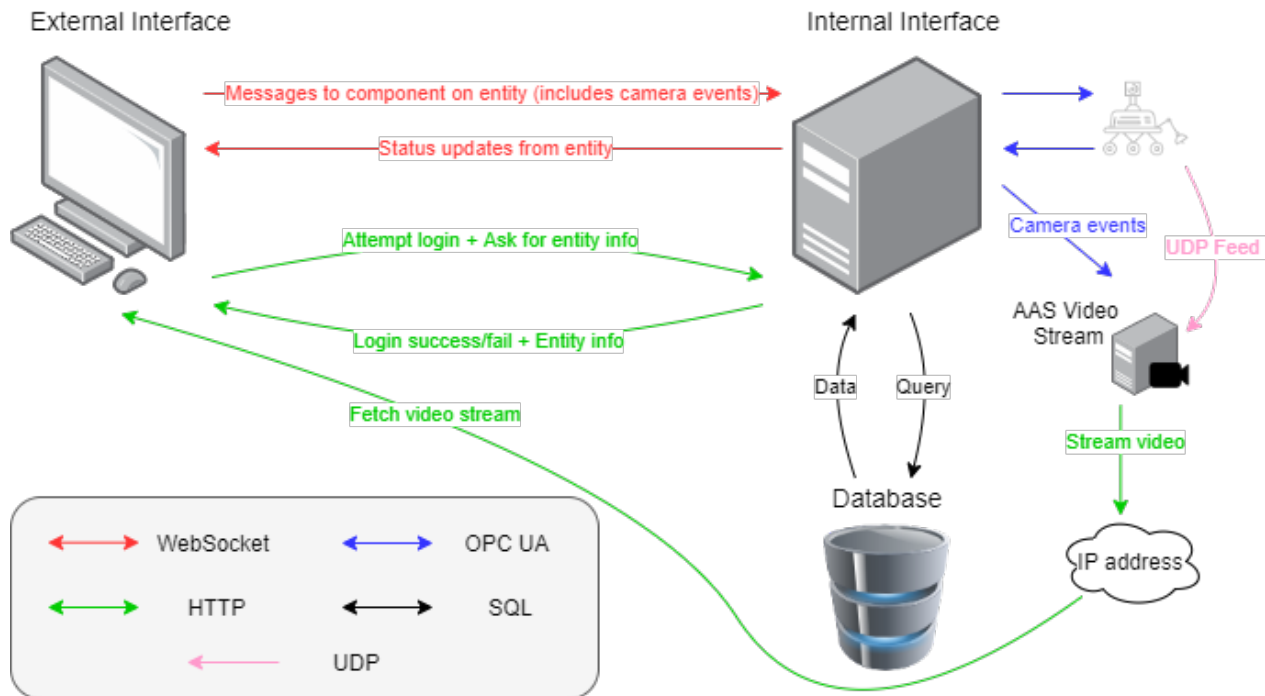 External Interface
Internal Interface
Messages to component on entity (includes camera events)
Status updates from entity
Attempt login + Ask for entity info
Camera events
UDP Feed
AAS Video
Stream
Login success/fail + Entity info
Data
Query
Fetch video stream
Stream video
Database
IP address
WebSocket
OPC UA
HTTP
SQL
UDP